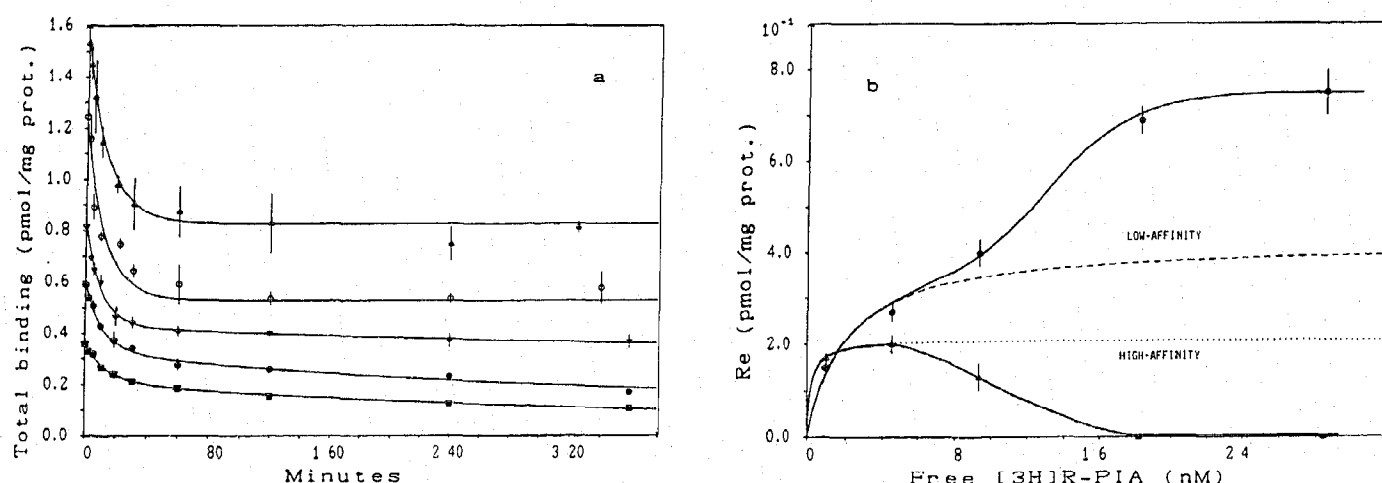 a
Total binding (pmol/mg prot.)
1.6
1.4
1.2
1.0
0.8
0.6
0.4
0.2
0.0
0 80 1 60 2 40 3 20
Minutes
b
Re (pmol/mg prot.)
10⁻¹
8.0
6.0
4.0
2.0
0.0
LOW-AFFINITY
HIGH-AFFINITY
0 8 1 6 2 4
Free [3H]R-PIA (nM)